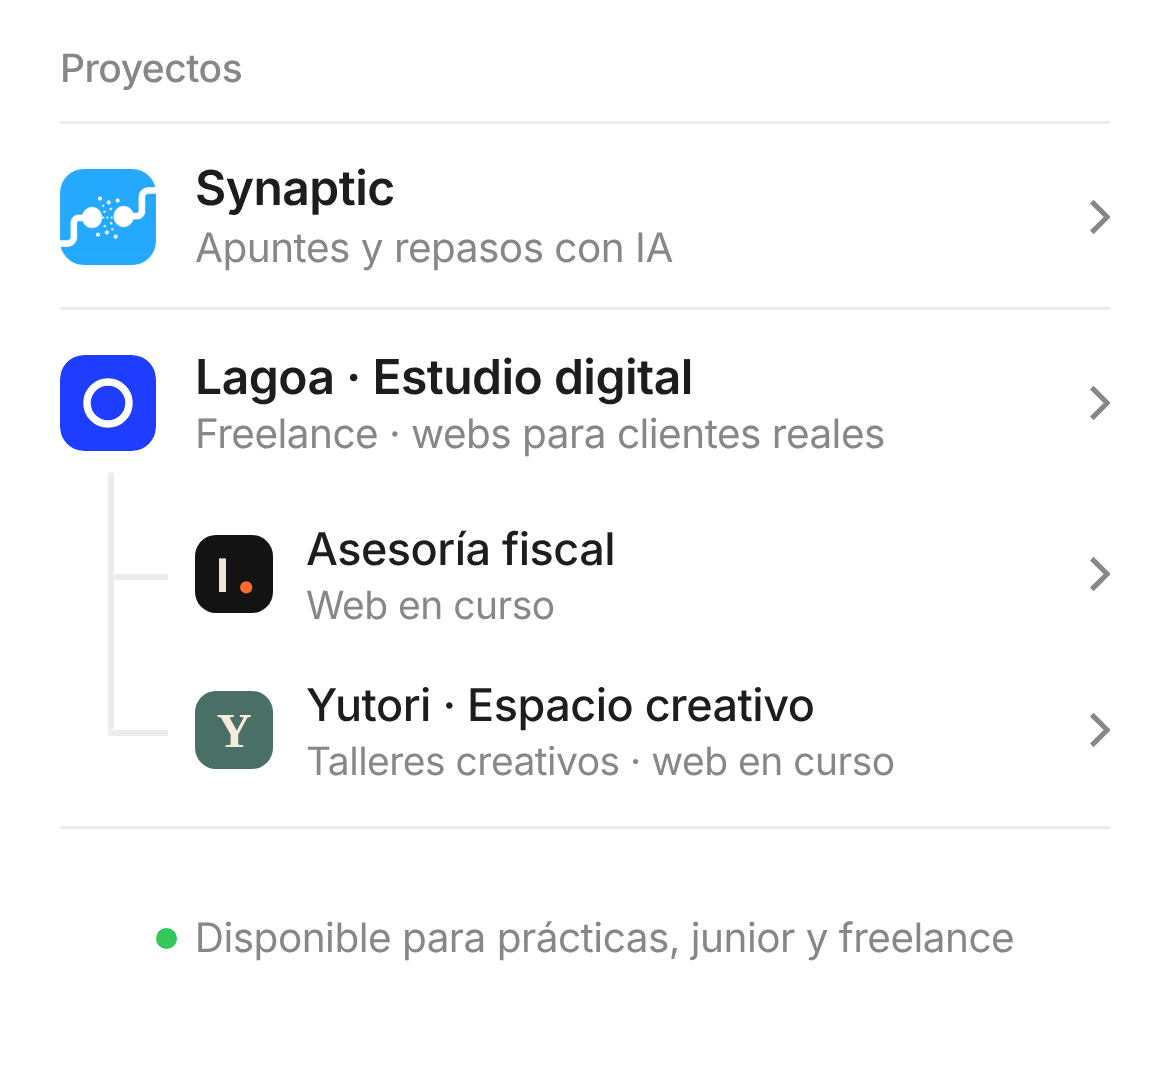 Proyectos
Synaptic
Apuntes y repasos con IA
Lagoa · Estudio digital
Freelance · webs para clientes reales
I.
Asesoría fiscal
Web en curso
Y
Yutori · Espacio creativo
Talleres creativos · web en curso
Disponible para prácticas, junior y freelance